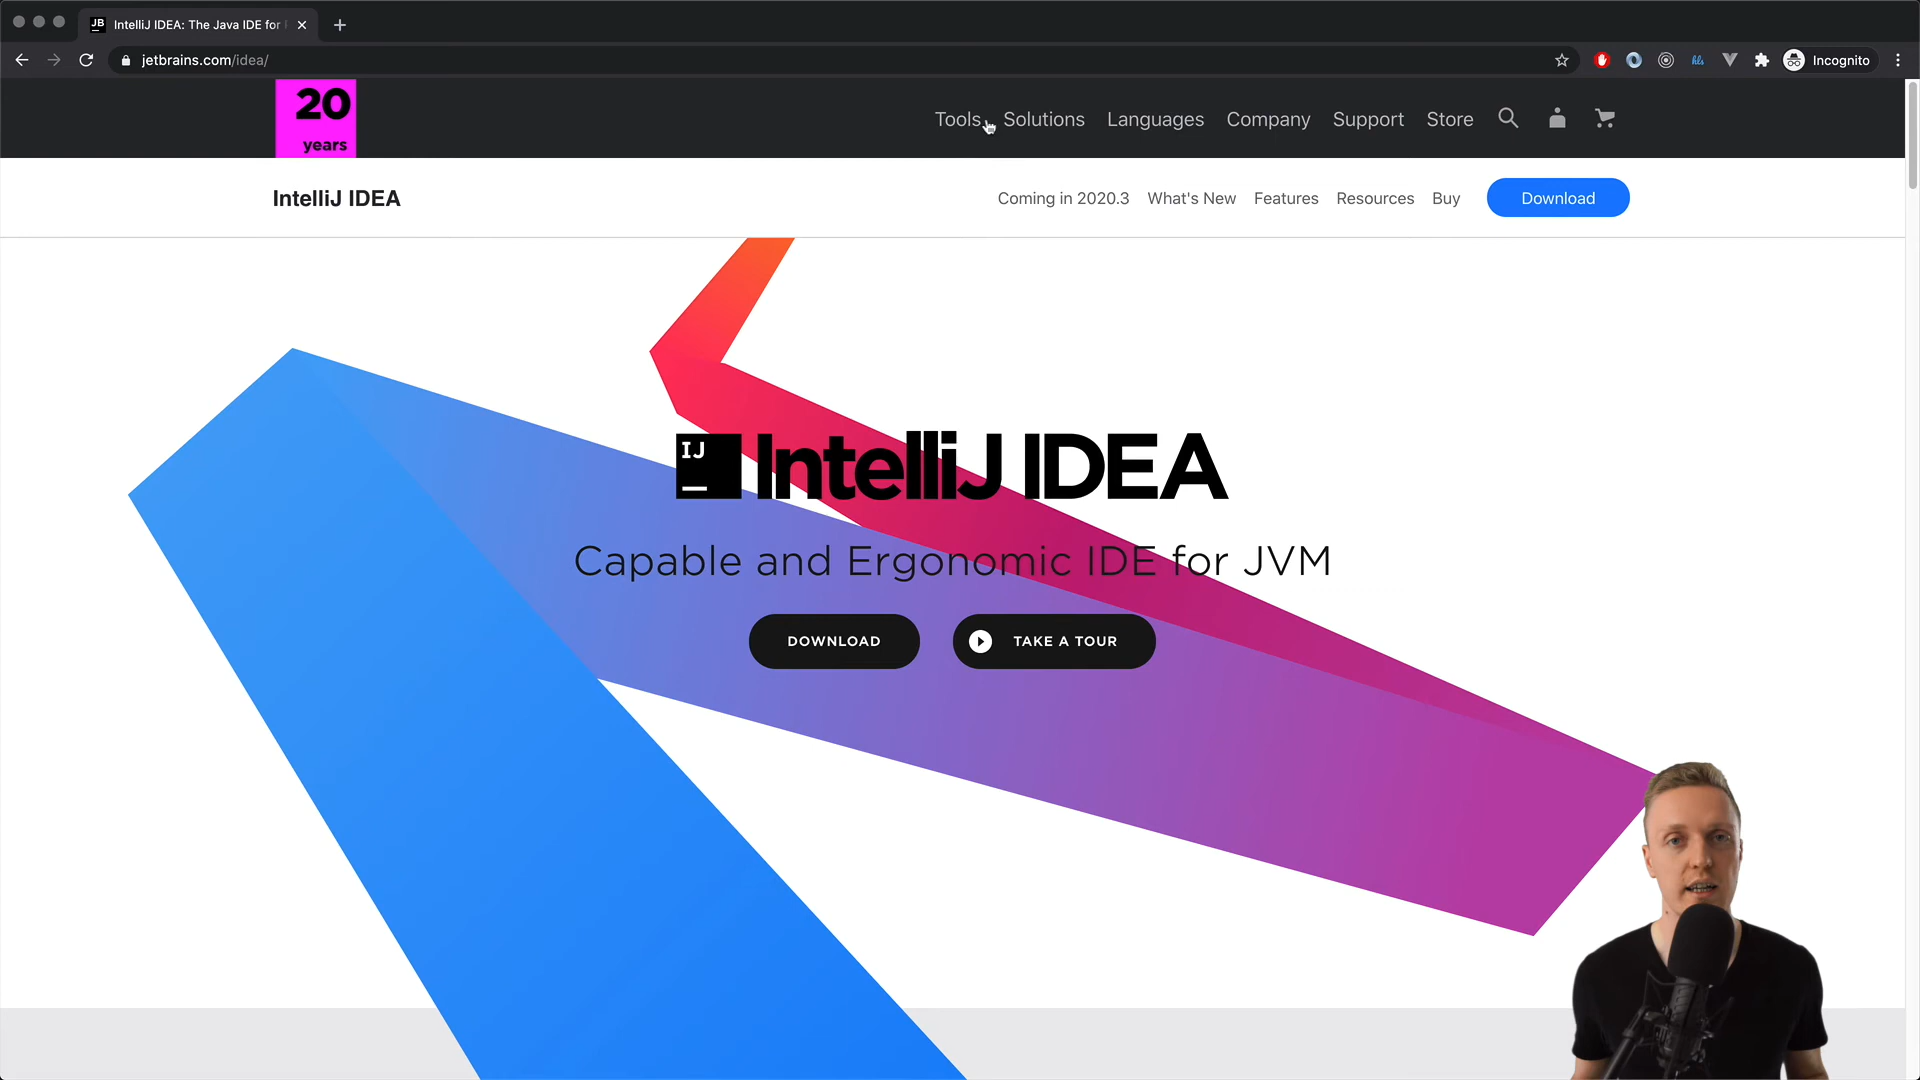 JB
IntelliJ IDEA: The Java IDE for
jetbrains.com/idea/
hls
Incognito
20
years
Tools
Solutions
Languages
Company
Support
Store
IntelliJ IDEA
Coming in 2020.3
What's New
Features
Resources
Buy
Download
IJ
IntelliJ IDEA
Capable and Ergonomic IDE for JVM
DOWNLOAD
TAKE A TOUR